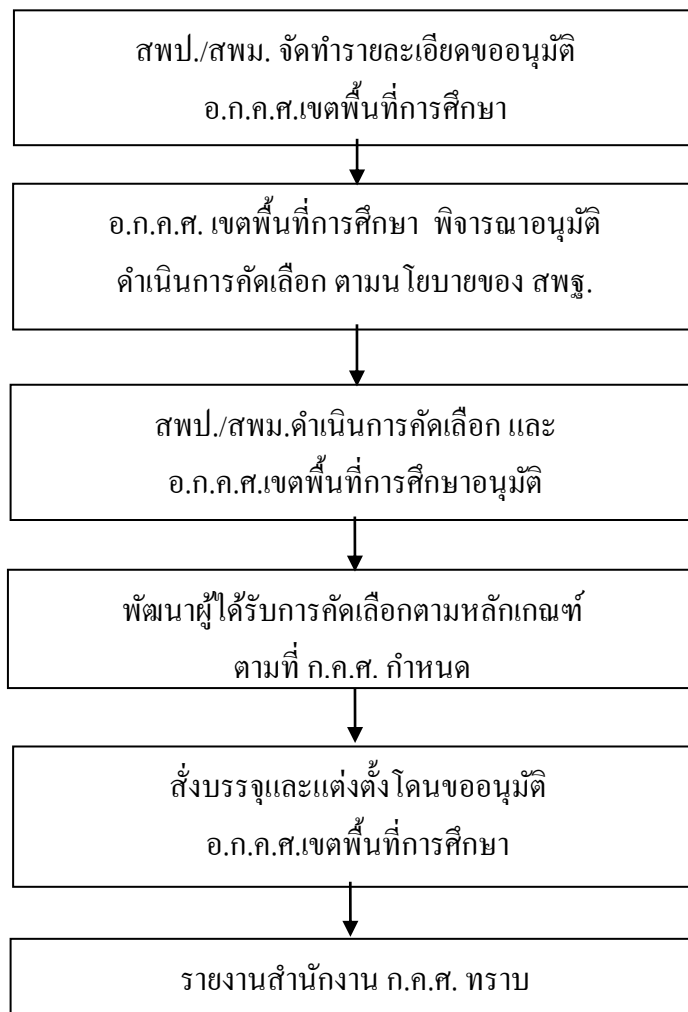 สพป./สพม. จัดทำรายละเอียดขออนุมัติ
อ.ก.ค.ศ.เขตพื้นที่การศึกษา
อ.ก.ค.ศ. เขตพื้นที่การศึกษา พิจารณาอนุมัติ
ดำเนินการคัดเลือก ตามนโยบายของ สพฐ.
สพป./สพม.ดำเนินการคัดเลือก และ
อ.ก.ค.ศ.เขตพื้นที่การศึกษาอนุมัติ
พัฒนาผู้ได้รับการคัดเลือกตามหลักเกณฑ์
ตามที่ ก.ค.ศ. กำหนด
สั่งบรรจุและแต่งตั้งโดนขออนุมัติ
อ.ก.ค.ศ.เขตพื้นที่การศึกษา
รายงานสำนักงาน ก.ค.ศ. ทราบ